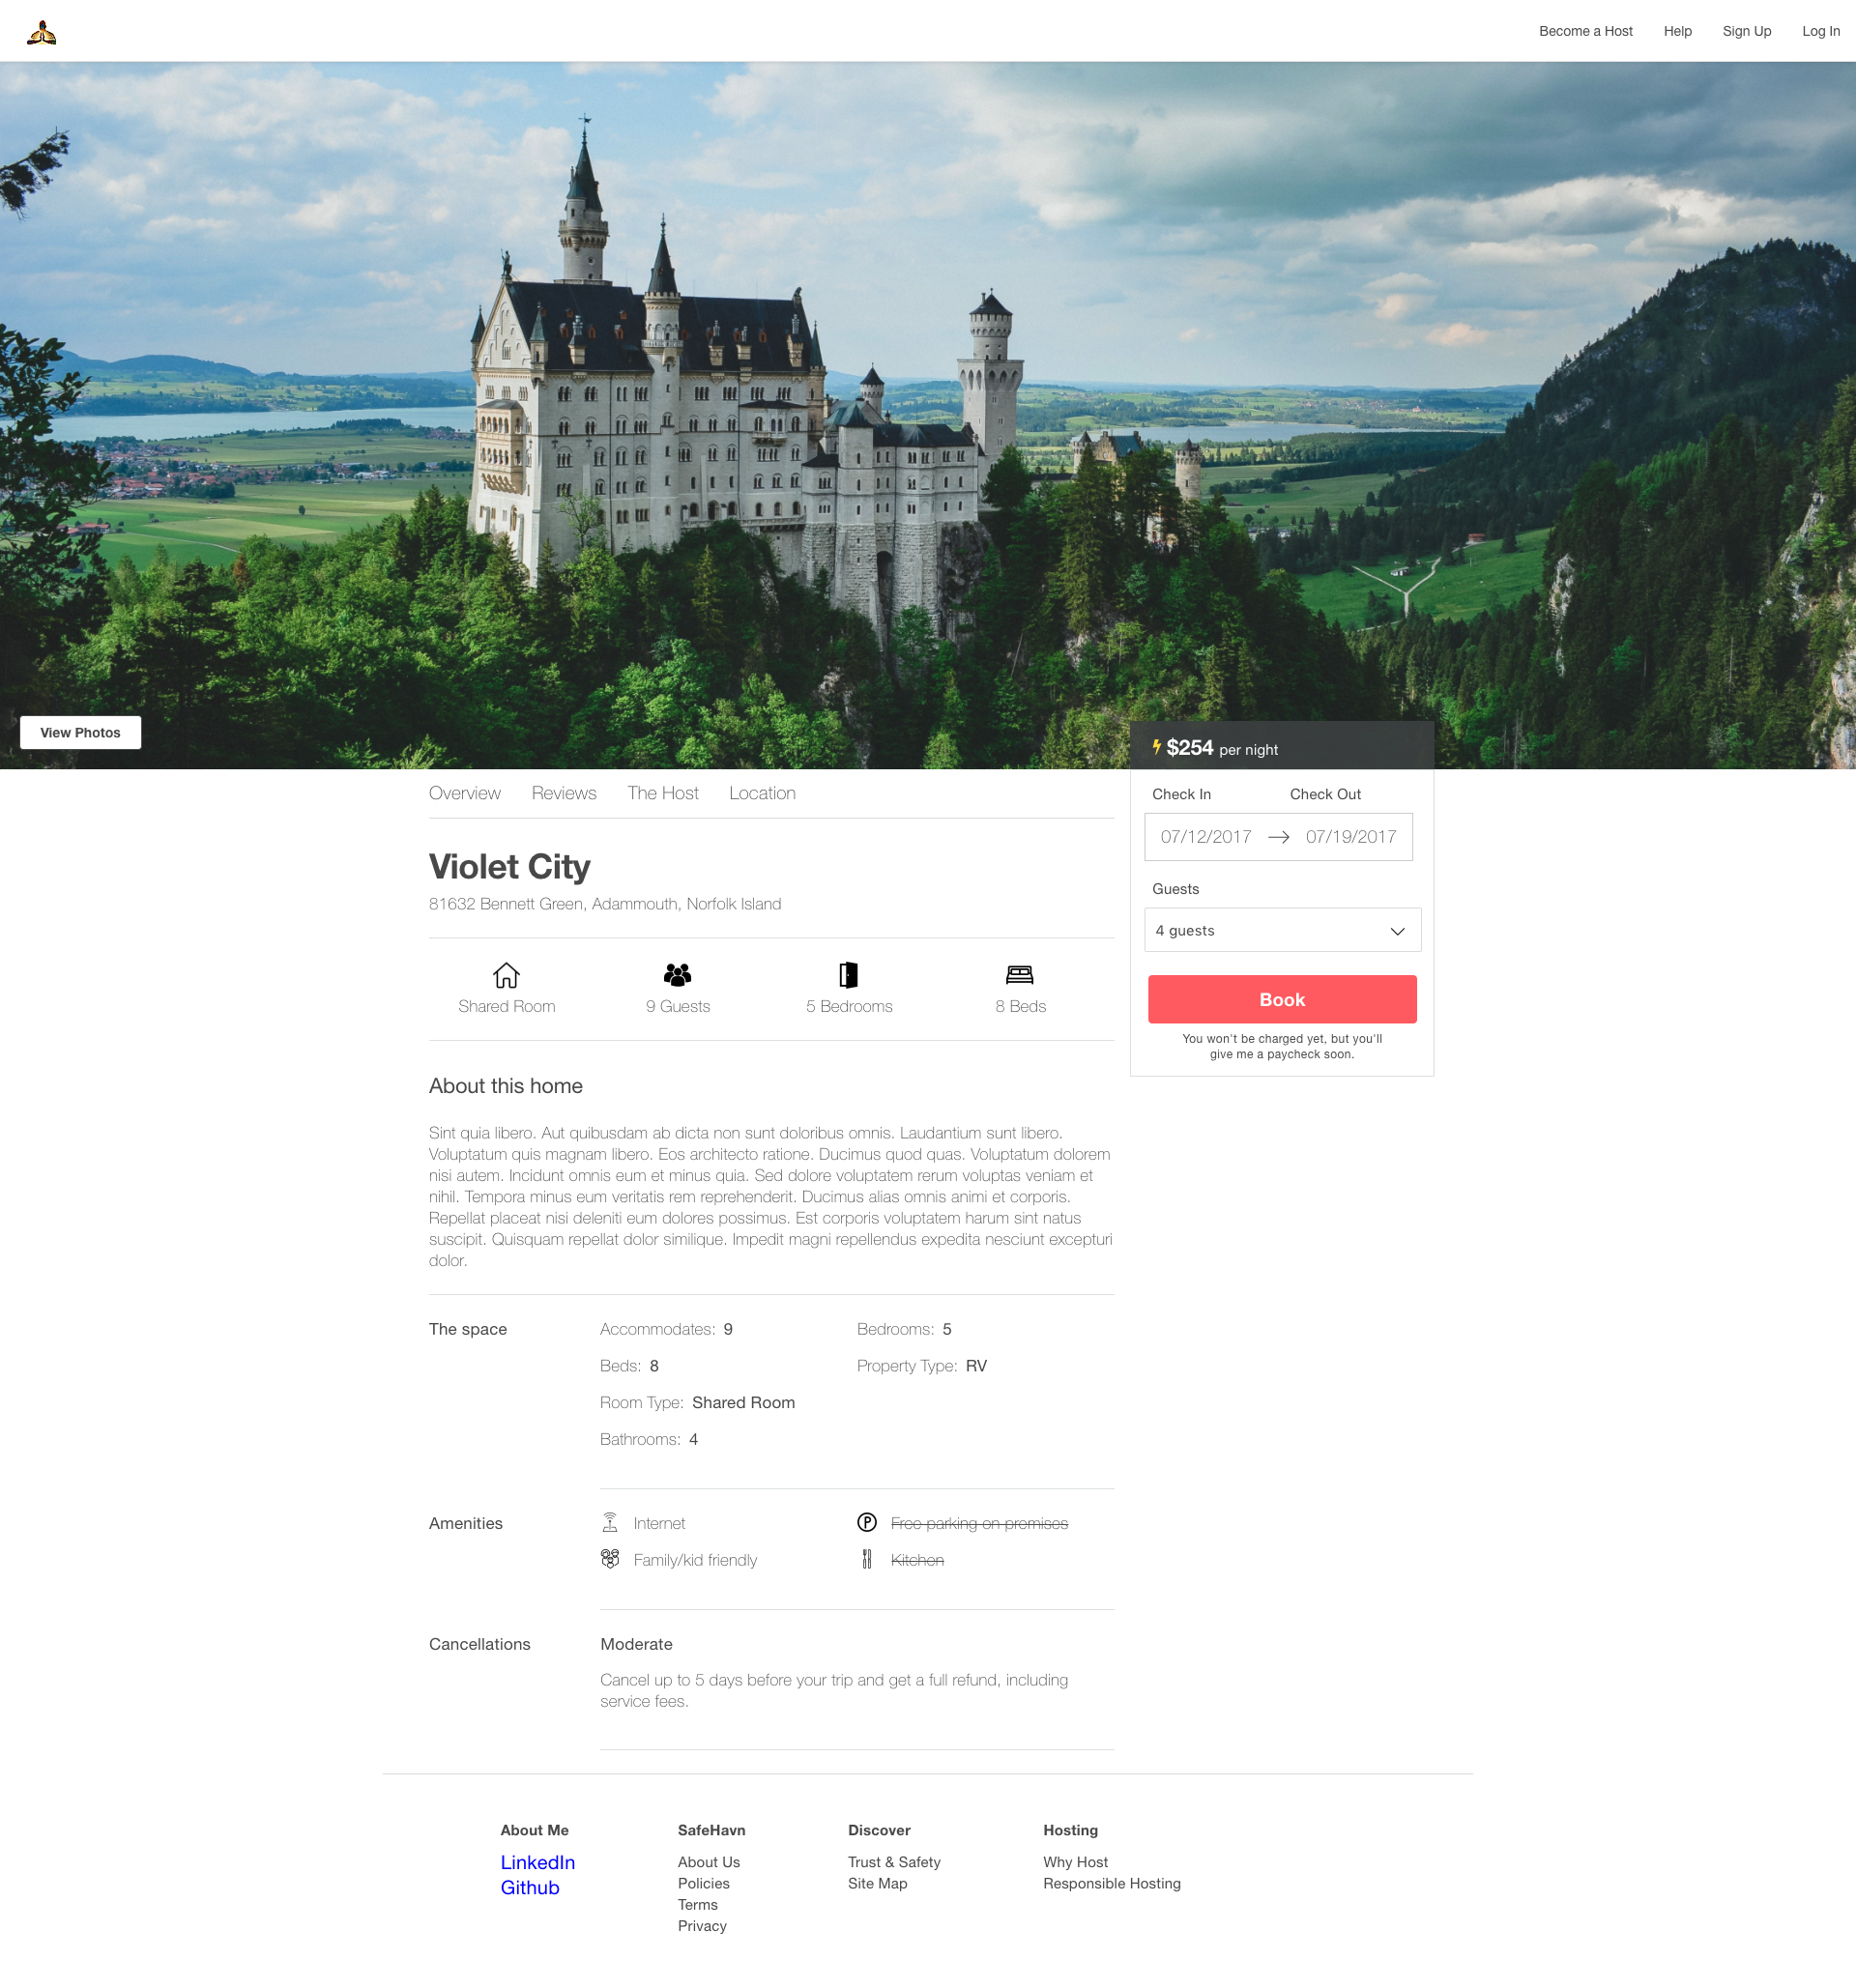 Become a Host Help Sign Up Log In
View Photos
$254 per night
Overview Reviews The Host Location
Check In Check Out
07/12/2017 07/19/2017
Violet City
81632 Bennett Green, Adammouth, Norfolk Island
Guests
4 guests
Shared Room 9 Guests 5 Bedrooms 8 Beds
Book
You won't be charged yet, but you'll
give me a paycheck soon.
About this home
Sint quia libero. Aut quibusdam ab dicta non sunt doloribus omnis. Laudantium sunt libero.
Voluptatum quis magnam libero. Eos architecto ratione. Ducimus quod quas. Voluptatum dolorem
nisi autem. Incidunt omnis eum et minus quia. Sed dolore voluptatem rerum voluptas veniam et
nihil. Tempora minus eum veritatis rem reprehenderit. Ducimus alias omnis animi et corporis.
Repellat placeat nisi deleniti eum dolores possimus. Est corporis voluptatem harum sint natus
suscipit. Quisquam repellat dolor similique. Impedit magni repellendus expedita nesciunt excepturi
dolor.
The space
Accommodates: 9 Bedrooms: 5
Beds: 8 Property Type: RV
Room Type: Shared Room
Bathrooms: 4
Amenities
Internet Free parking on premises
Family/kid friendly Kitchen
Cancellations
Moderate
Cancel up to 5 days before your trip and get a full refund, including
service fees.
About Me
LinkedIn
Github
SafeHavn
About Us
Policies
Terms
Privacy
Discover
Trust & Safety
Site Map
Hosting
Why Host
Responsible Hosting